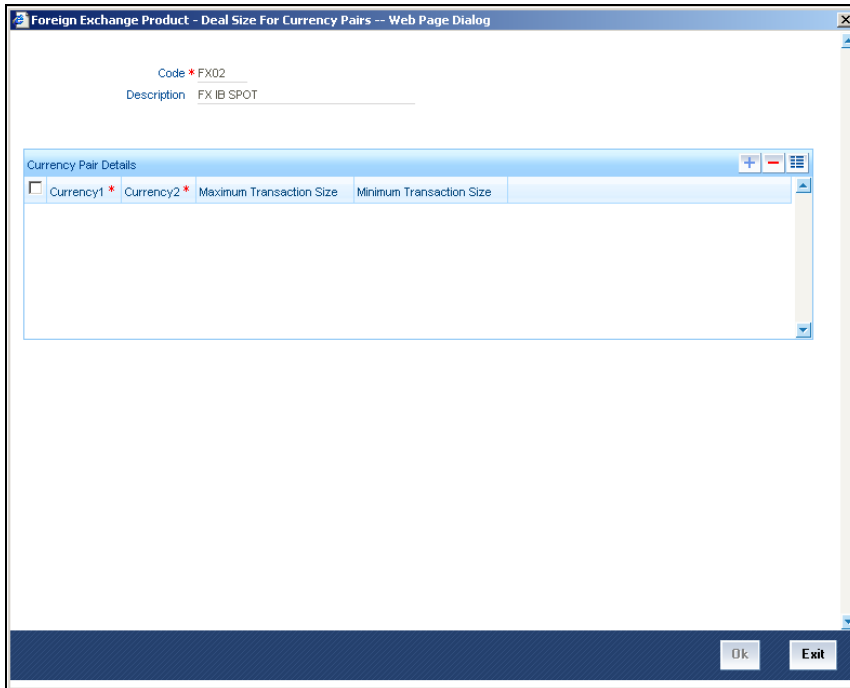 Foreign Exchange Product - Deal Size For Currency Pairs -- Web Page Dialog
Code * FX02
Description FX IB SPOT
Currency Pair Details
Currency1 * Currency2 * Maximum Transaction Size Minimum Transaction Size
Ok Exit